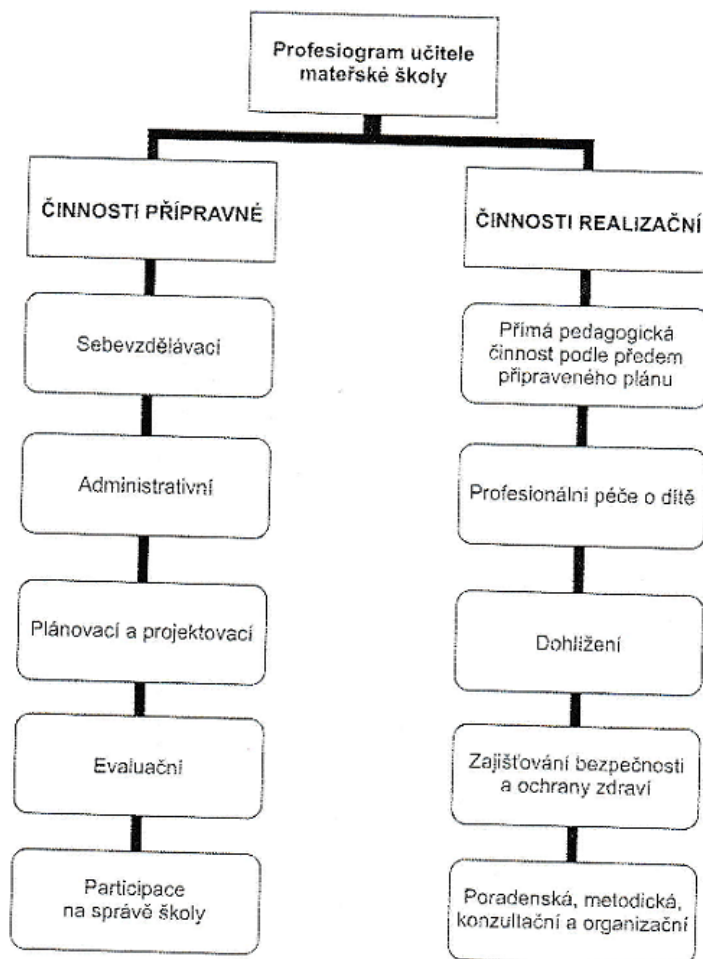 Profesiogram učitele
mateřské školy
ČINNOSTI PŘÍPRAVNÉ
Sebevzdělávací
Administrativní
Plánovací a projektovací
Evaluační
Participace
na správě školy
ČINNOSTI REALIZAČNÍ
Přímá pedagogická
činnost podle předem
připraveného plánu
Profesionální péče o dítě
Dohlížení
Zajišťování bezpečnosti
a ochrany zdraví
Poradenská, metodická,
konzultační a organizační